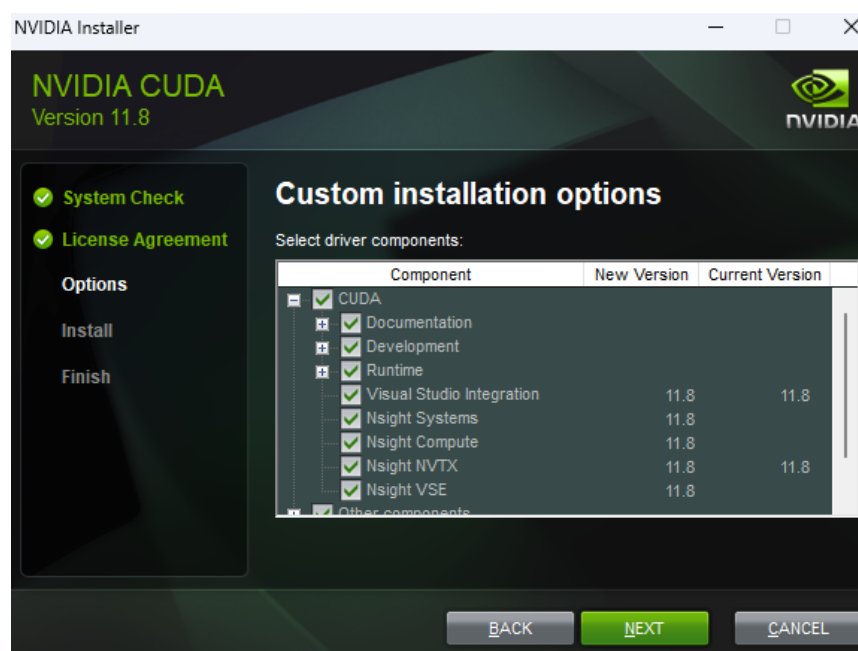 NVIDIA Installer
NVIDIA CUDA
Version 11.8
NVIDIA
System Check
License Agreement
Options
Install
Finish
Custom installation options
Select driver components:
Component New Version Current Version
CUDA
Documentation
Development
Runtime
Visual Studio Integration 11.8 11.8
Nsight Systems 11.8
Nsight Compute 11.8
Nsight NVTX 11.8 11.8
Nsight VSE 11.8
Other components
BACK NEXT CANCEL